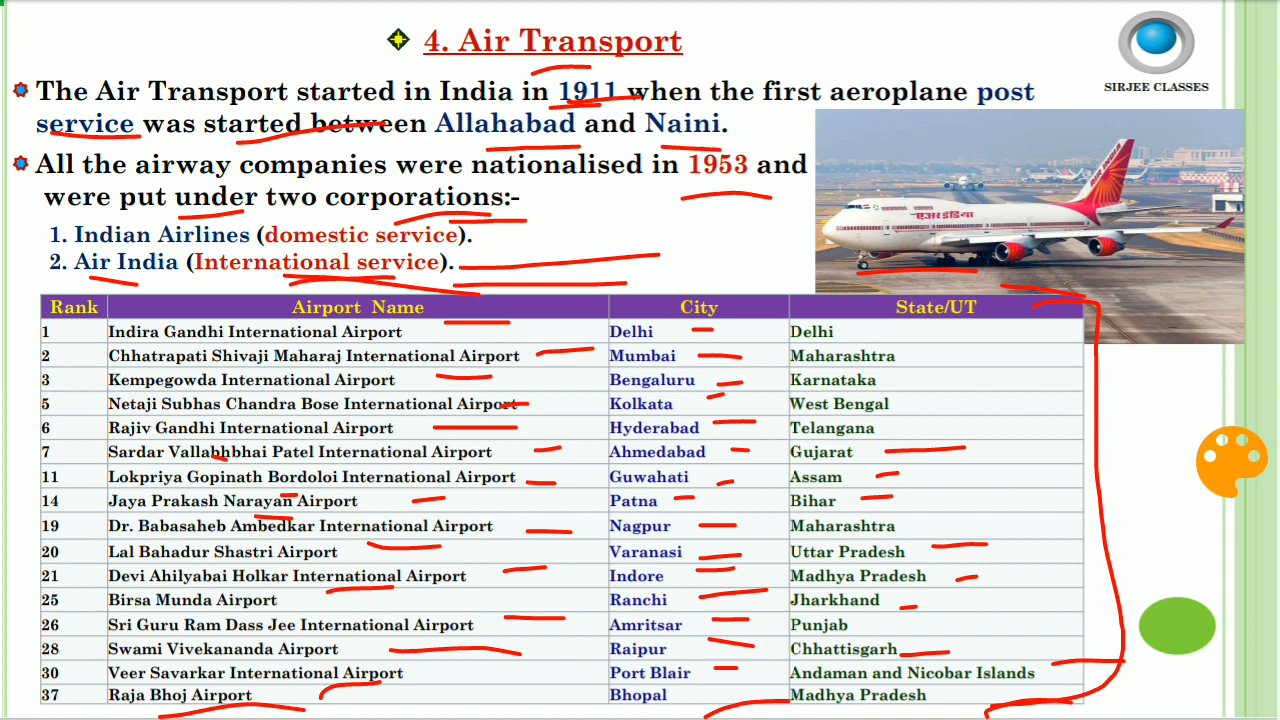 4. Air Transport
SIRJEE CLASSES
The Air Transport started in India in 1911 when the first aeroplane post
service was started between Allahabad and Naini.
All the airway companies were nationalised in 1953 and
were put under two corporations:-
1. Indian Airlines (domestic service).
2. Air India (International service).
एअर इंडिया
AIR INDIA
Rank Airport Name City State/UT
1 Indira Gandhi International Airport Delhi Delhi
2 Chhatrapati Shivaji Maharaj International Airport Mumbai Maharashtra
3 Kempegowda International Airport Bengaluru Karnataka
5 Netaji Subhas Chandra Bose International Airport Kolkata West Bengal
6 Rajiv Gandhi International Airport Hyderabad Telangana
7 Sardar Vallabhbhai Patel International Airport Ahmedabad Gujarat
11 Lokpriya Gopinath Bordoloi International Airport Guwahati Assam
14 Jaya Prakash Narayan Airport Patna Bihar
19 Dr. Babasaheb Ambedkar International Airport Nagpur Maharashtra
20 Lal Bahadur Shastri Airport Varanasi Uttar Pradesh
21 Devi Ahilyabai Holkar International Airport Indore Madhya Pradesh
25 Birsa Munda Airport Ranchi Jharkhand
26 Sri Guru Ram Dass Jee International Airport Amritsar Punjab
28 Swami Vivekananda Airport Raipur Chhattisgarh
30 Veer Savarkar International Airport Port Blair Andaman and Nicobar Islands
37 Raja Bhoj Airport Bhopal Madhya Pradesh